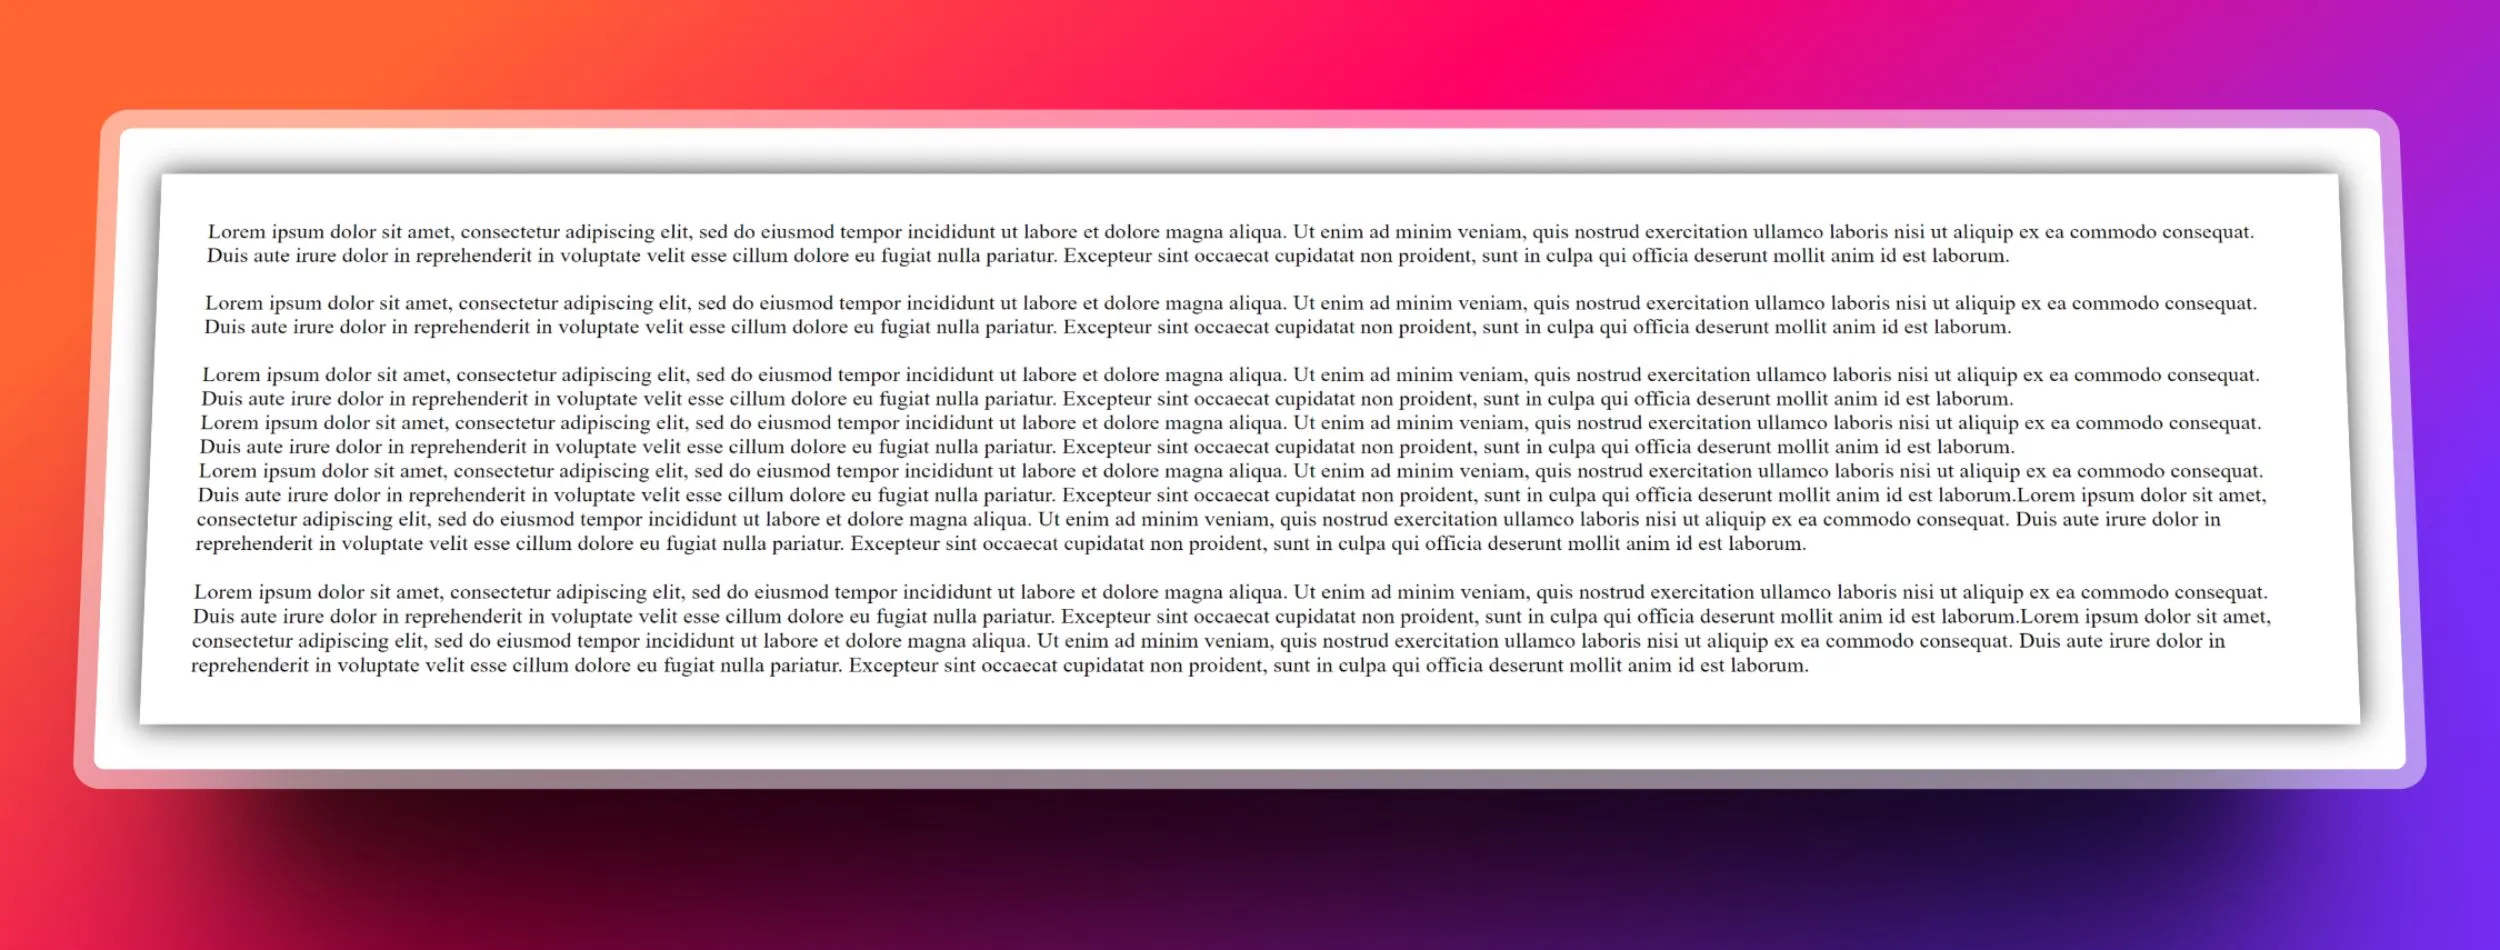 Lorem ipsum dolor sit amet, consectetur adipiscing elit, sed do eiusmod tempor incididunt ut labore et dolore magna aliqua. Ut enim ad minim veniam, quis nostrud exercitation ullamco laboris nisi ut aliquip ex ea commodo consequat.
Duis aute irure dolor in reprehenderit in voluptate velit esse cillum dolore eu fugiat nulla pariatur. Excepteur sint occaecat cupidatat non proident, sunt in culpa qui officia deserunt mollit anim id est laborum.

Lorem ipsum dolor sit amet, consectetur adipiscing elit, sed do eiusmod tempor incididunt ut labore et dolore magna aliqua. Ut enim ad minim veniam, quis nostrud exercitation ullamco laboris nisi ut aliquip ex ea commodo consequat.
Duis aute irure dolor in reprehenderit in voluptate velit esse cillum dolore eu fugiat nulla pariatur. Excepteur sint occaecat cupidatat non proident, sunt in culpa qui officia deserunt mollit anim id est laborum.

Lorem ipsum dolor sit amet, consectetur adipiscing elit, sed do eiusmod tempor incididunt ut labore et dolore magna aliqua. Ut enim ad minim veniam, quis nostrud exercitation ullamco laboris nisi ut aliquip ex ea commodo consequat.
Duis aute irure dolor in reprehenderit in voluptate velit esse cillum dolore eu fugiat nulla pariatur. Excepteur sint occaecat cupidatat non proident, sunt in culpa qui officia deserunt mollit anim id est laborum.
Lorem ipsum dolor sit amet, consectetur adipiscing elit, sed do eiusmod tempor incididunt ut labore et dolore magna aliqua. Ut enim ad minim veniam, quis nostrud exercitation ullamco laboris nisi ut aliquip ex ea commodo consequat.
Duis aute irure dolor in reprehenderit in voluptate velit esse cillum dolore eu fugiat nulla pariatur. Excepteur sint occaecat cupidatat non proident, sunt in culpa qui officia deserunt mollit anim id est laborum.
Lorem ipsum dolor sit amet, consectetur adipiscing elit, sed do eiusmod tempor incididunt ut labore et dolore magna aliqua. Ut enim ad minim veniam, quis nostrud exercitation ullamco laboris nisi ut aliquip ex ea commodo consequat.
Duis aute irure dolor in reprehenderit in voluptate velit esse cillum dolore eu fugiat nulla pariatur. Excepteur sint occaecat cupidatat non proident, sunt in culpa qui officia deserunt mollit anim id est laborum.Lorem ipsum dolor sit amet,
consectetur adipiscing elit, sed do eiusmod tempor incididunt ut labore et dolore magna aliqua. Ut enim ad minim veniam, quis nostrud exercitation ullamco laboris nisi ut aliquip ex ea commodo consequat. Duis aute irure dolor in
reprehenderit in voluptate velit esse cillum dolore eu fugiat nulla pariatur. Excepteur sint occaecat cupidatat non proident, sunt in culpa qui officia deserunt mollit anim id est laborum.

Lorem ipsum dolor sit amet, consectetur adipiscing elit, sed do eiusmod tempor incididunt ut labore et dolore magna aliqua. Ut enim ad minim veniam, quis nostrud exercitation ullamco laboris nisi ut aliquip ex ea commodo consequat.
Duis aute irure dolor in reprehenderit in voluptate velit esse cillum dolore eu fugiat nulla pariatur. Excepteur sint occaecat cupidatat non proident, sunt in culpa qui officia deserunt mollit anim id est laborum.Lorem ipsum dolor sit amet,
consectetur adipiscing elit, sed do eiusmod tempor incididunt ut labore et dolore magna aliqua. Ut enim ad minim veniam, quis nostrud exercitation ullamco laboris nisi ut aliquip ex ea commodo consequat. Duis aute irure dolor in
reprehenderit in voluptate velit esse cillum dolore eu fugiat nulla pariatur. Excepteur sint occaecat cupidatat non proident, sunt in culpa qui officia deserunt mollit anim id est laborum.